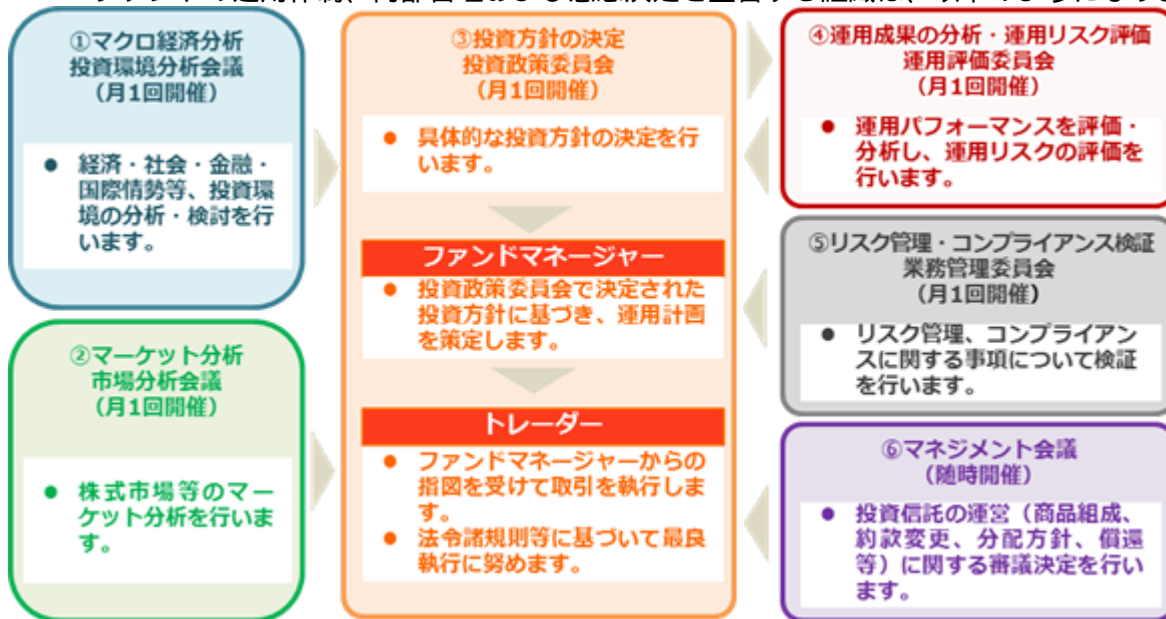 ①マクロ経済分析
投資環境分析会議
（月1回開催）
● 経済・社会・金融・
国際情勢等、投資環
境の分析・検討を行
います。
②マーケット分析
市場分析会議
（月1回開催）
● 株式市場等のマー
ケット分析を行いま
す。
③投資方針の決定
投資政策委員会
（月1回開催）
● 具体的な投資方針の決定を行
います。
ファンドマネージャー
● 投資政策委員会で決定された
投資方針に基づき、運用計画
を策定します。
トレーダー
● ファンドマネージャーからの
指図を受けて取引を執行しま
す。
● 法令諸規則等に基づいて最良
執行に努めます。
④運用成果の分析・運用リスク評価
運用評価委員会
（月1回開催）
● 運用パフォーマンスを評価・
分析し、運用リスクの評価を
行います。
⑤リスク管理・コンプライアンス検証
業務管理委員会
（月1回開催）
● リスク管理、コンプライアン
スに関する事項について検証
を行います。
⑥マネジメント会議
（随時開催）
● 投資信託の運営（商品組成、
約款変更、分配方針、償還
等）に関する審議決定を行い
ます。